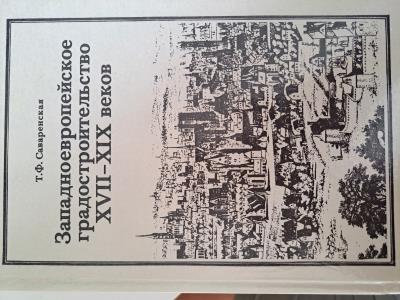 Т.Ф. Саваренская
Западноевропейское
градостроительство
XVII–XIX веков